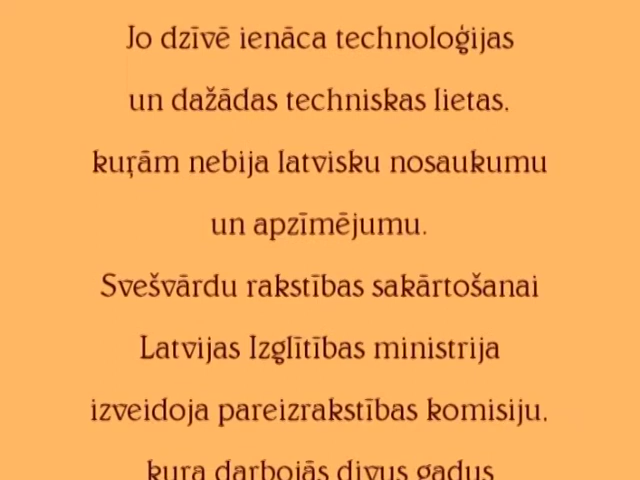 Jo dzīvē ienāca technoloģijas
un dažādas techniskas lietas,
kuŗām nebija latvisku nosaukumu
un apzīmējumu.
Svešvārdu rakstības sakārtošanai
Latvijas Izglītības ministrija
izveidoja pareizrakstības komisiju,
kura darbojās divus gadus